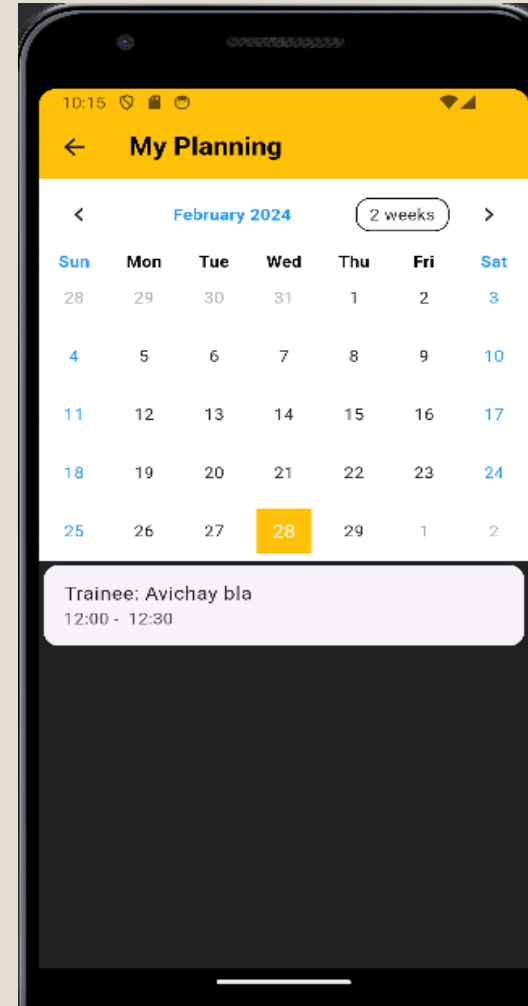 10:15
My Planning
February 2024 2 weeks
Sun Mon Tue Wed Thu Fri Sat
28 29 30 31 1 2 3
4 5 6 7 8 9 10
11 12 13 14 15 16 17
18 19 20 21 22 23 24
25 26 27 28 29 1 2
Trainee: Avichay bla
12:00 - 12:30